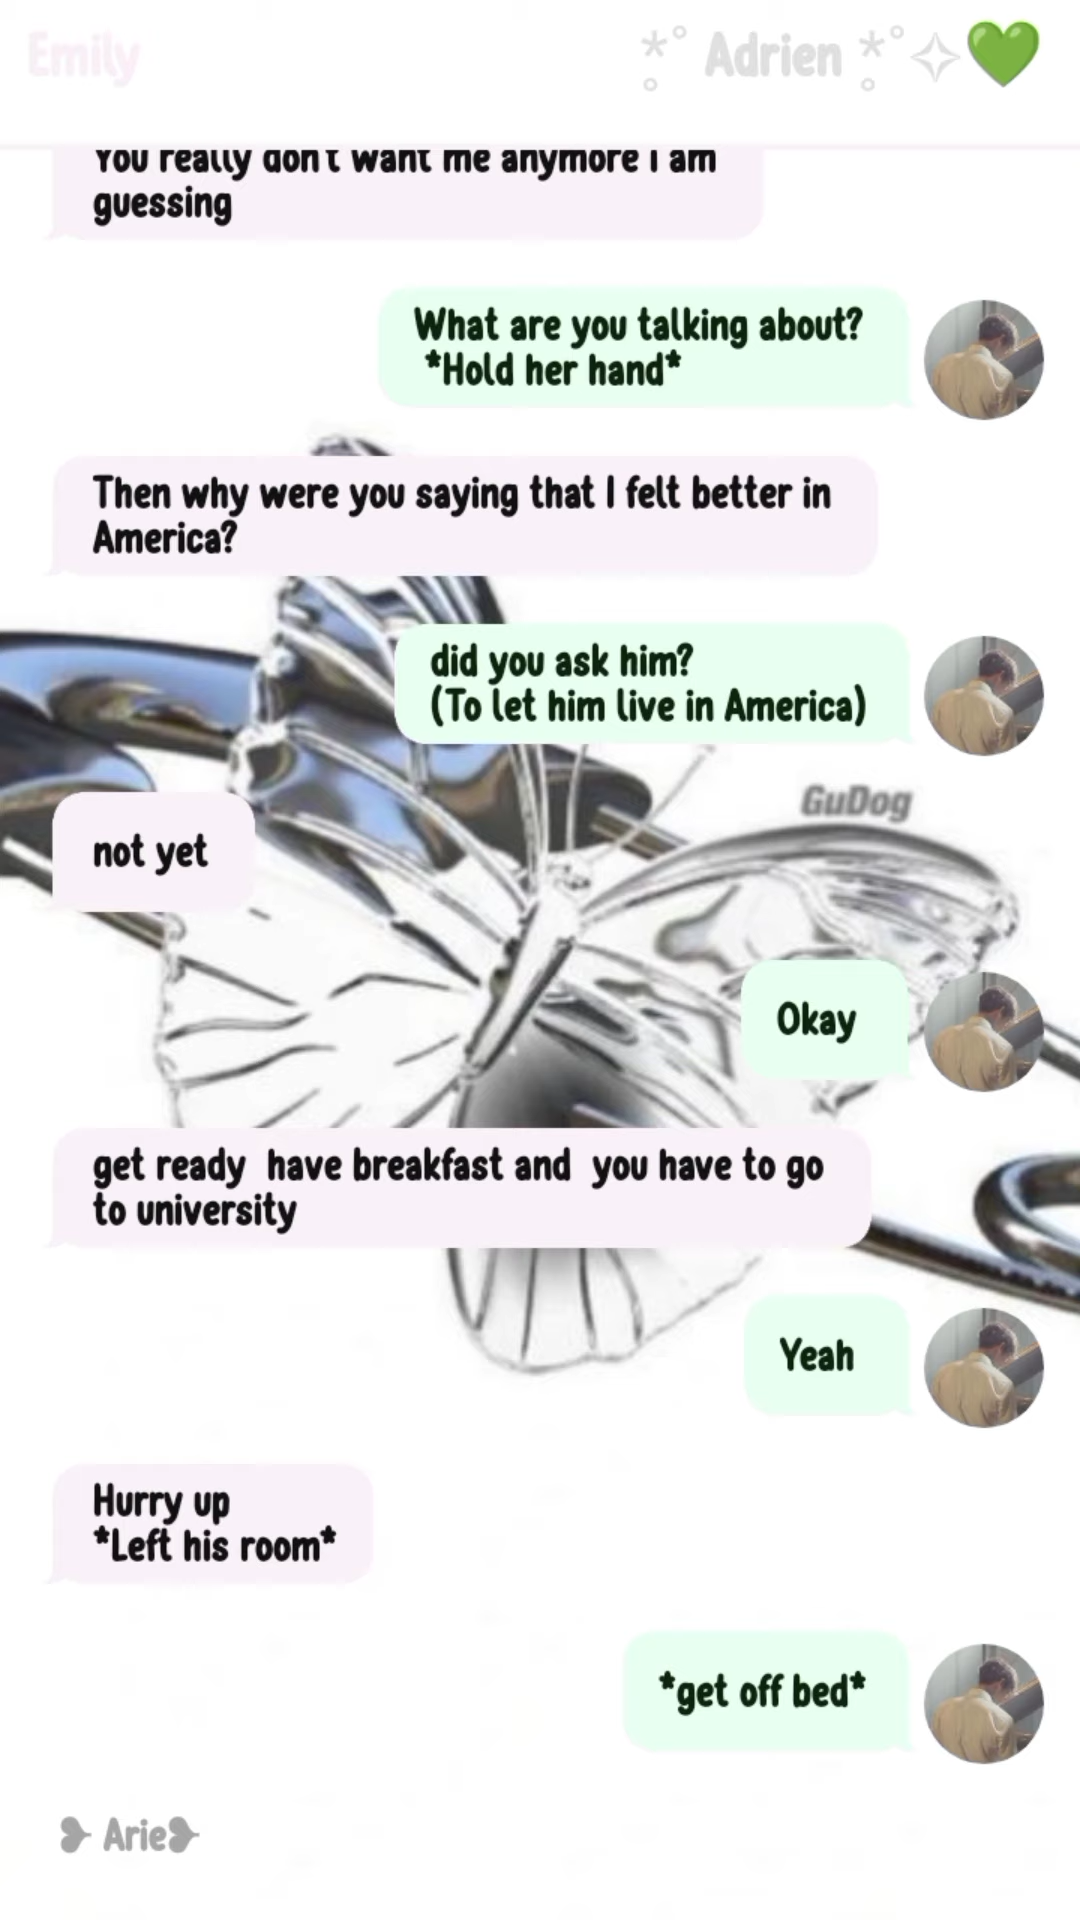 Emily
*° Adrien *°✧💚
You really don't want me anymore i am
guessing
What are you talking about?
*Hold her hand*
Then why were you saying that I felt better in
America?
did you ask him?
(To let him live in America)
GuDog
not yet
Okay
get ready  have breakfast and  you have to go
to university
Yeah
Hurry up
*Left his room*
*get off bed*
❥ Arie❥